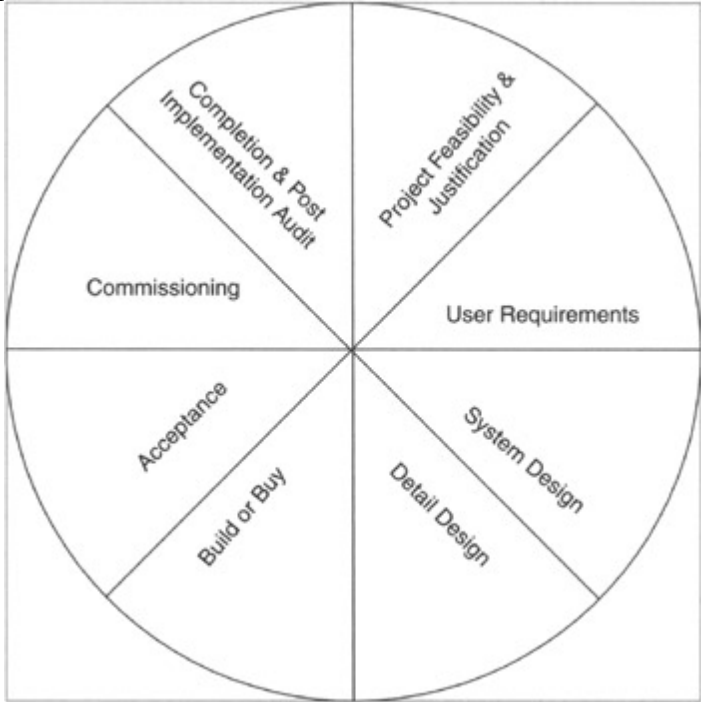 Project Feasibility &
Justification
User Requirements
System Design
Detail Design
Build or Buy
Acceptance
Commissioning
Completion & Post
Implementation Audit